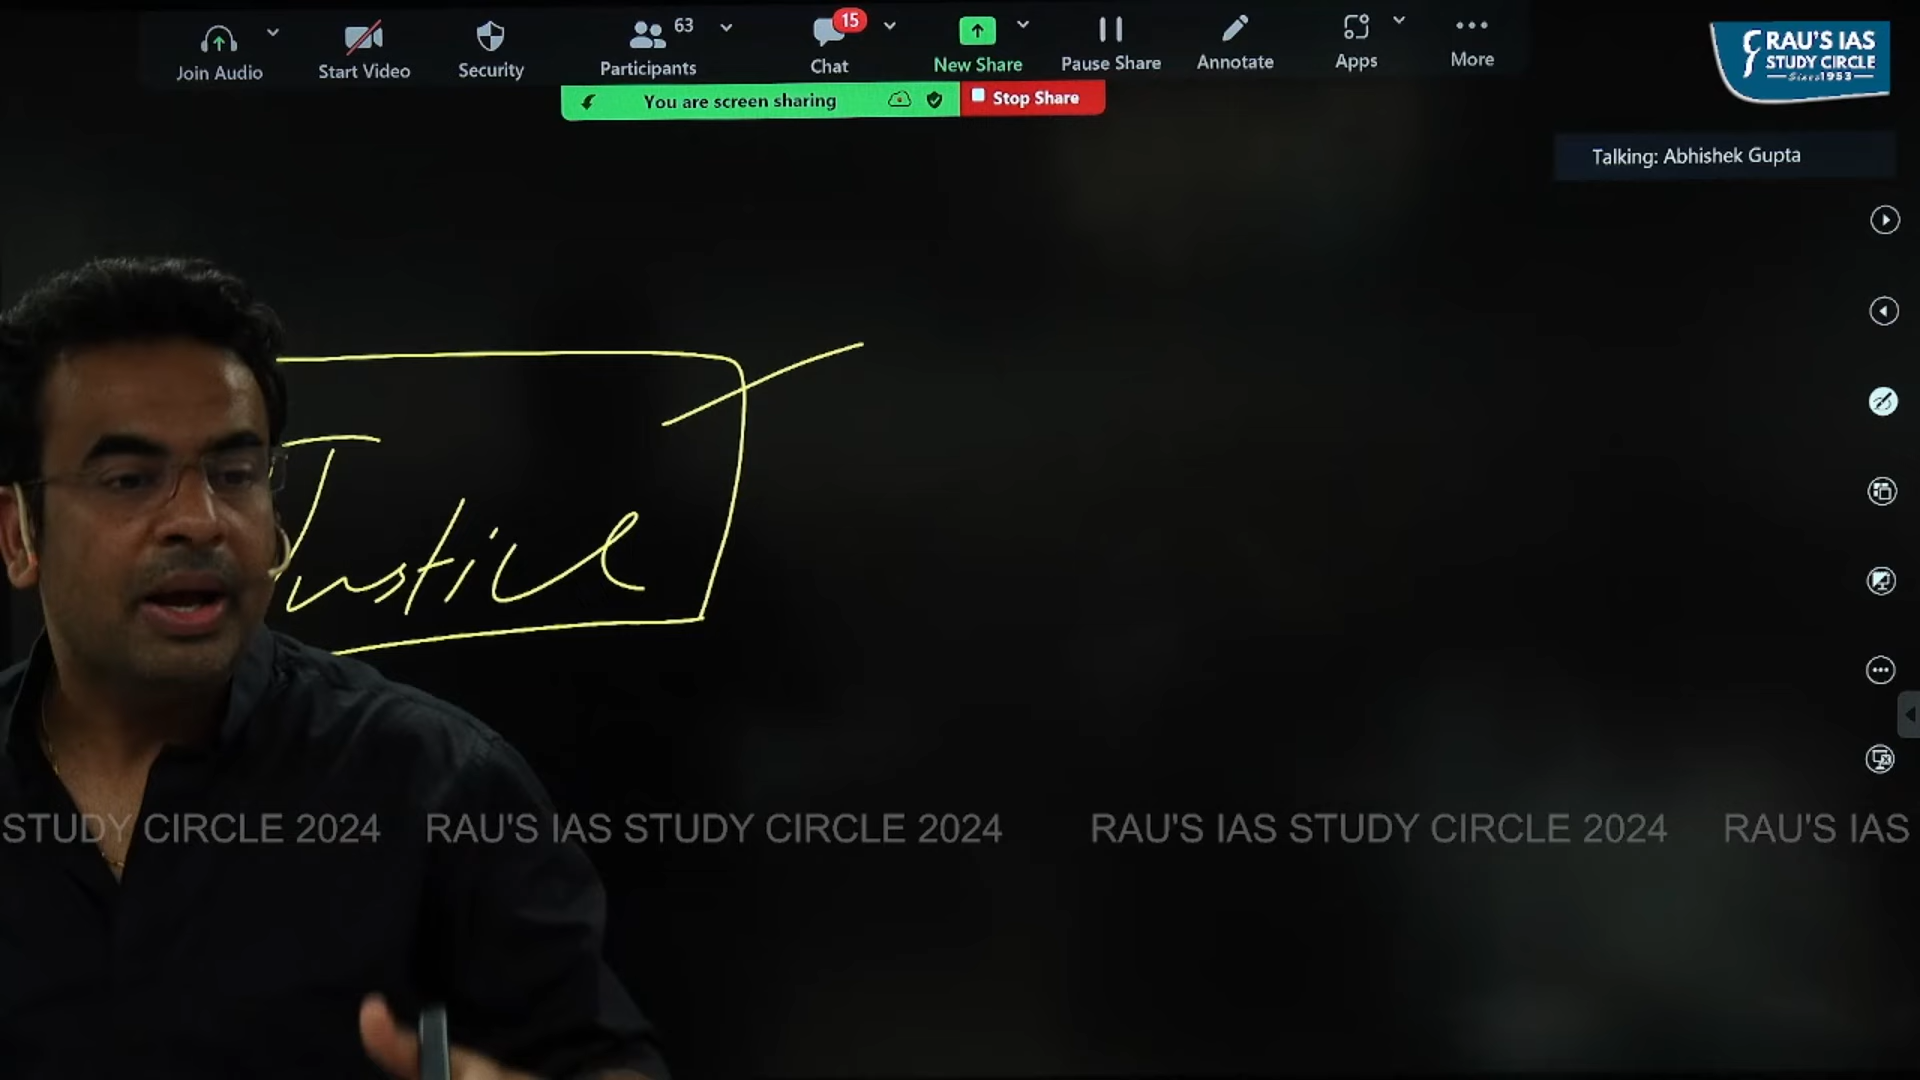 Join Audio
Start Video
Security
63
Participants
15
Chat
New Share
Pause Share
Annotate
Apps
More
You are screen sharing
Stop Share
RAU'S IAS
STUDY CIRCLE
Since 1953
Talking: Abhishek Gupta
Justice
STUDY CIRCLE 2024 RAU'S IAS STUDY CIRCLE 2024 RAU'S IAS STUDY CIRCLE 2024 RAU'S IAS